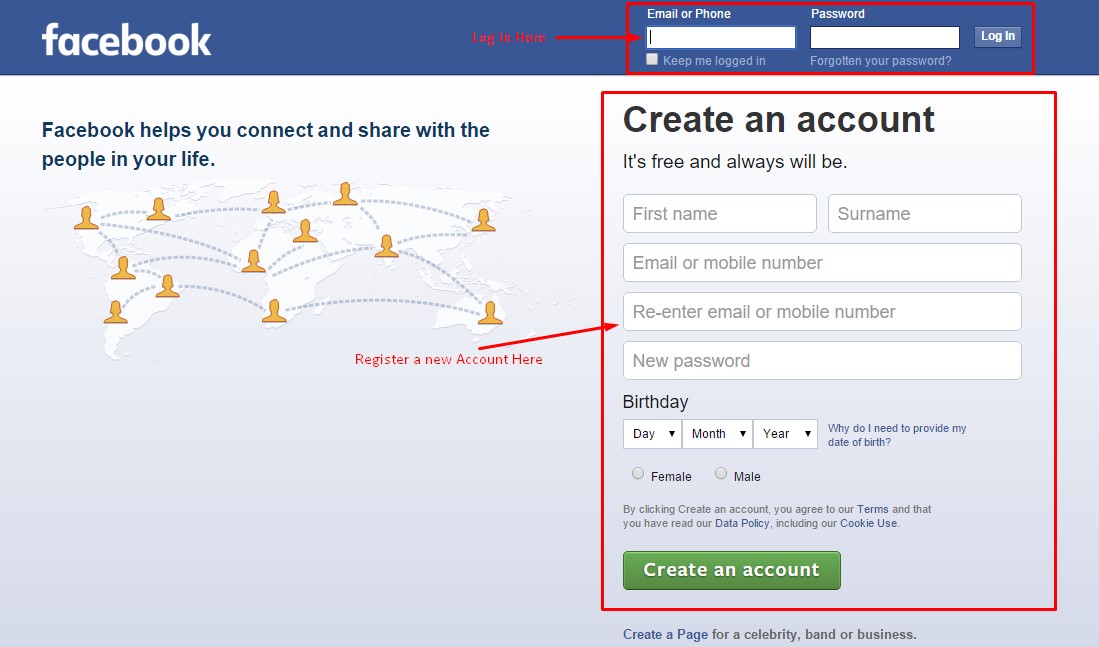 facebook
Email or Phone
Password
Log In Here
Log In
Keep me logged in
Forgotten your password?
Facebook helps you connect and share with the
people in your life.
Create an account
It's free and always will be.
First name
Surname
Email or mobile number
Re-enter email or mobile number
Register a new Account Here
New password
Birthday
Day
Month
Year
Why do I need to provide my
date of birth?
Female
Male
By clicking Create an account, you agree to our Terms and that
you have read our Data Policy, including our Cookie Use.
Create an account
Create a Page for a celebrity, band or business.